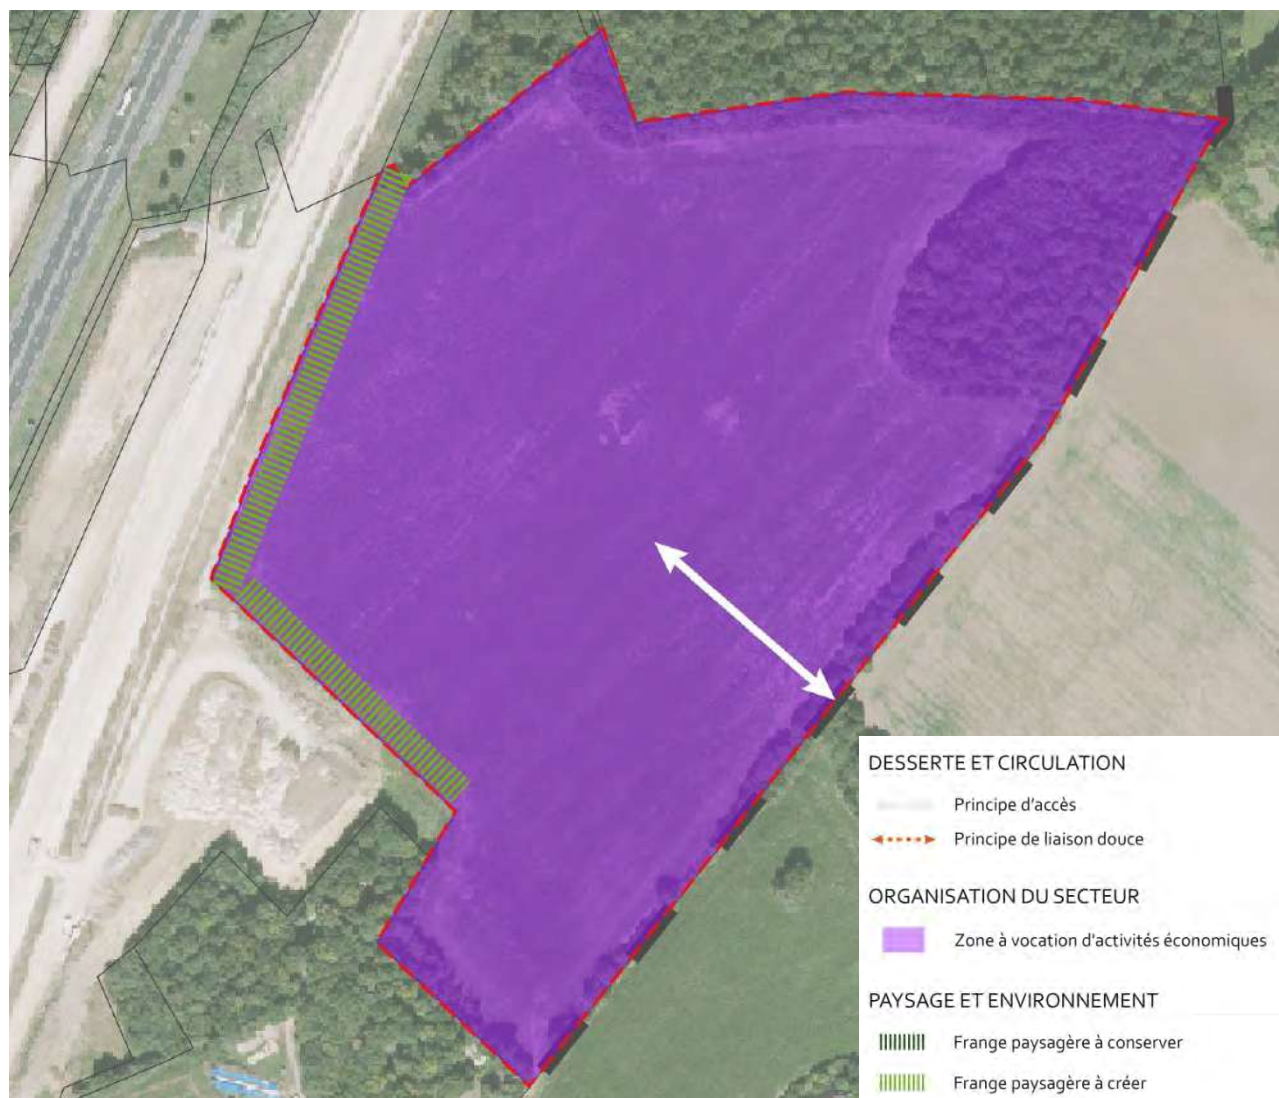 DESSERTE ET CIRCULATION
Principe d'accès
Principe de liaison douce
ORGANISATION DU SECTEUR
Zone à vocation d'activités économiques
PAYSAGE ET ENVIRONNEMENT
Frange paysagère à conserver
Frange paysagère à créer